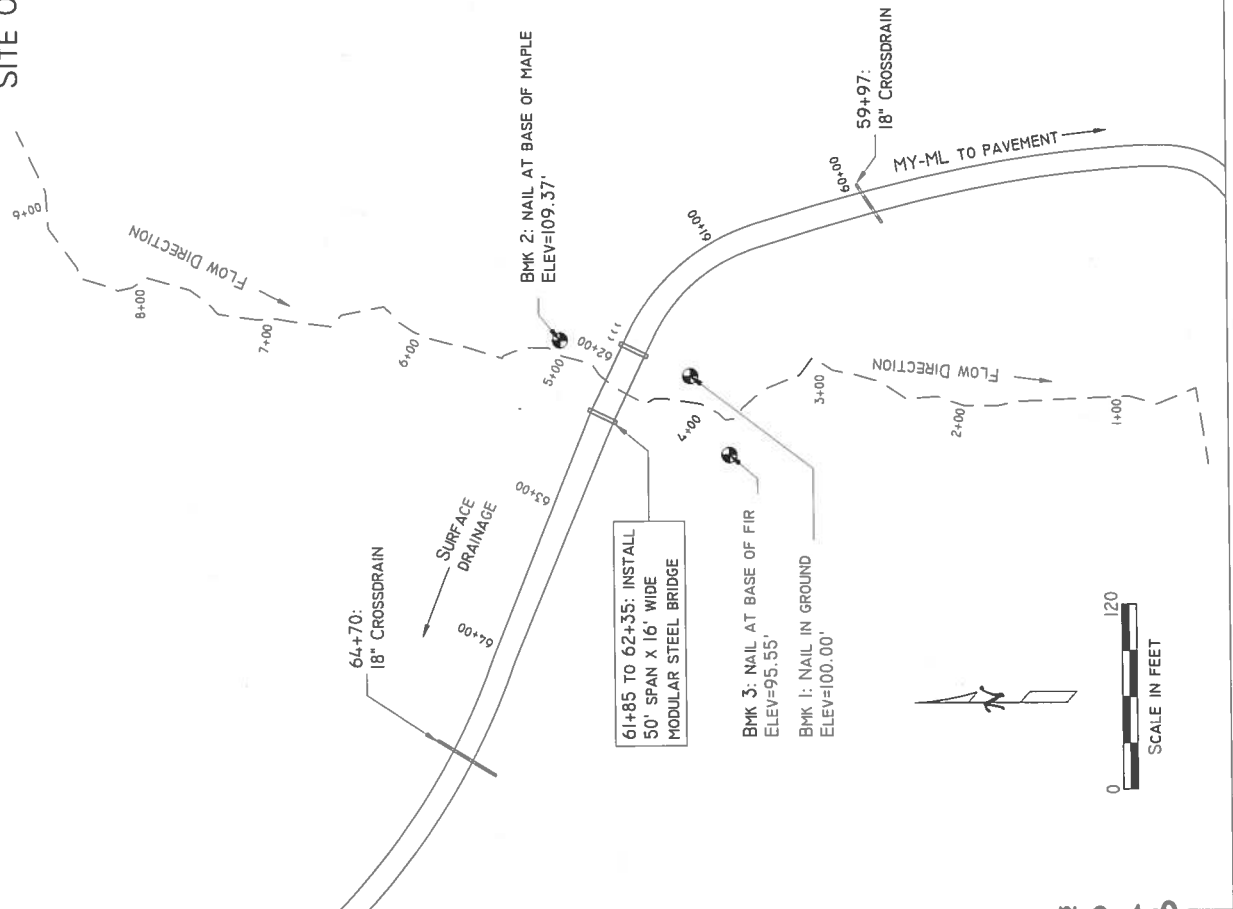 SITE
9+00
8+00
FLOW DIRECTION
7+00
6+00
BMK 2: NAIL AT BASE OF MAPLE
ELEV=109.37'
5+00
62+00
61+00
59+97:
18" CROSSDRAIN
60+00
MY-ML TO PAVEMENT
64+70:
18" CROSSDRAIN
SURFACE
DRAINAGE
63+00
64+00
61+85 TO 62+35: INSTALL
50' SPAN X 16' WIDE
MODULAR STEEL BRIDGE
4+00
3+00
FLOW DIRECTION
2+00
1+00
BMK 3: NAIL AT BASE OF FIR
ELEV=95.55'
BMK 1: NAIL IN GROUND
ELEV=100.00'
0
120
SCALE IN FEET